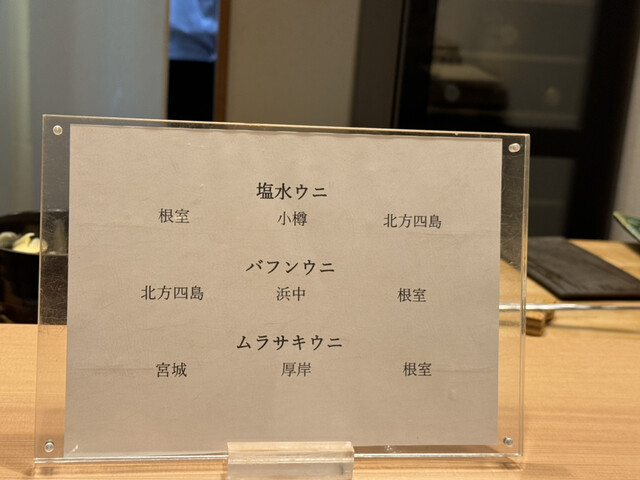 塩水ウニ
根室 小樽 北方四島
バフンウニ
北方四島 浜中 根室
ムラサキウニ
宮城 厚岸 根室